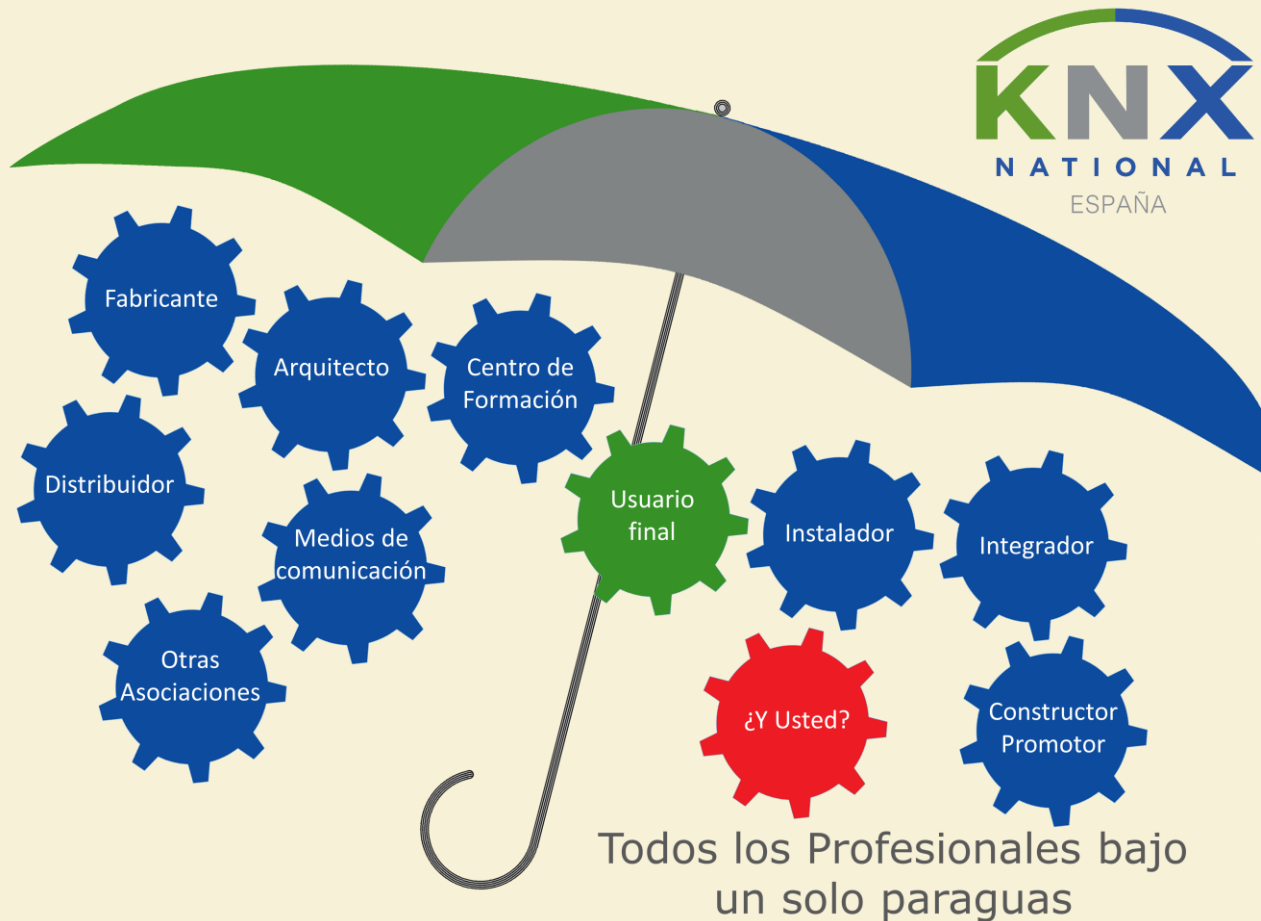 KNX
NATIONAL
ESPAÑA
Fabricante
Arquitecto
Centro de
Formación
Distribuidor
Medios de
comunicación
Usuario
final
Instalador
Integrador
Otras
Asociaciones
¿Y Usted?
Constructor
Promotor
Todos los Profesionales bajo
un solo paraguas